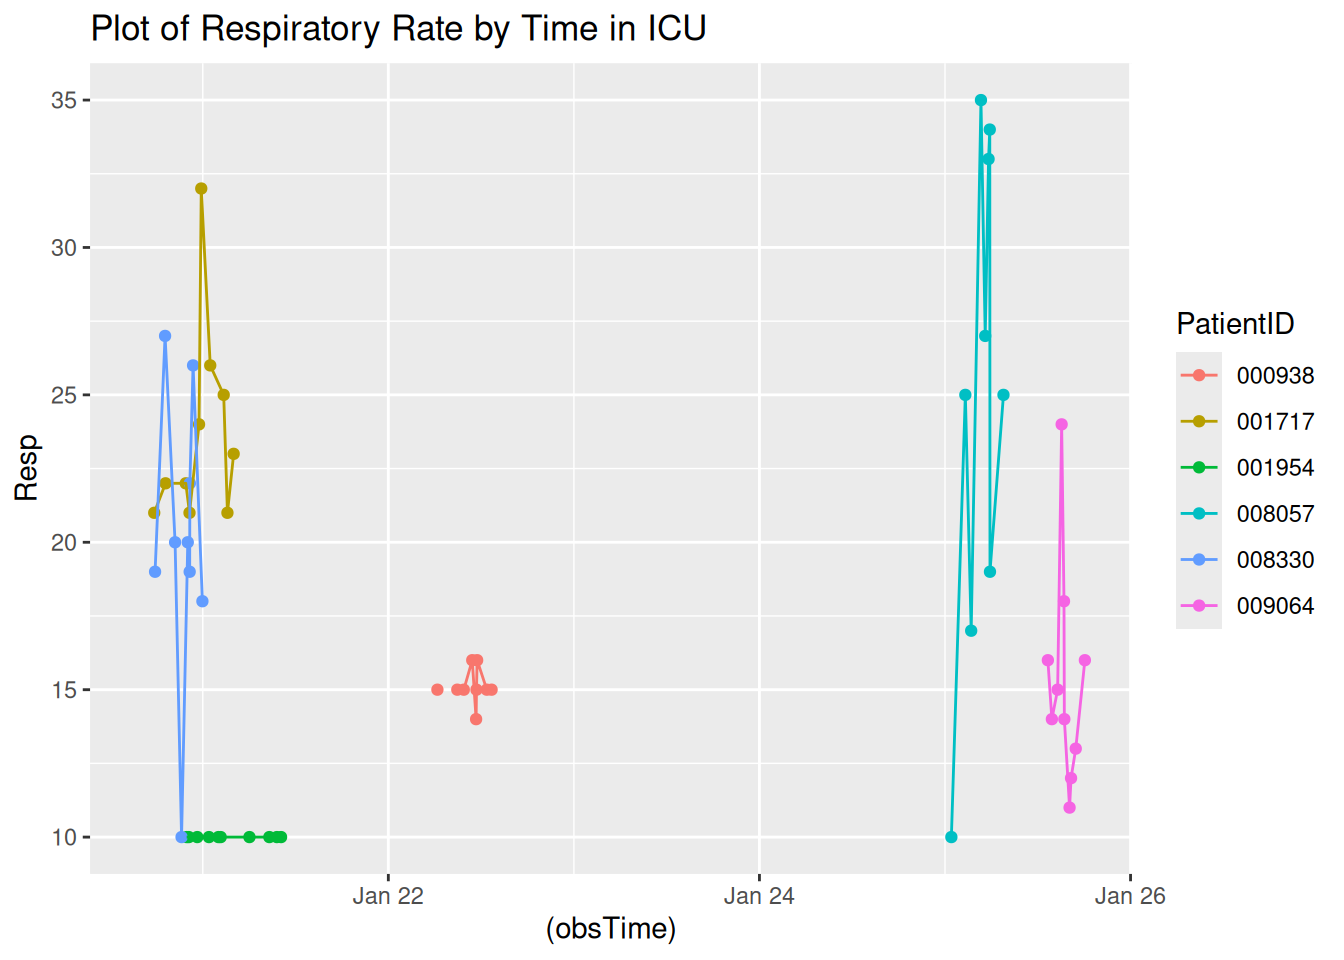 Plot of Respiratory Rate by Time in ICU
35
30
25
20
15
10
Resp
Jan 22
Jan 24
Jan 26
(obsTime)
PatientID
000938
001717
001954
008057
008330
009064